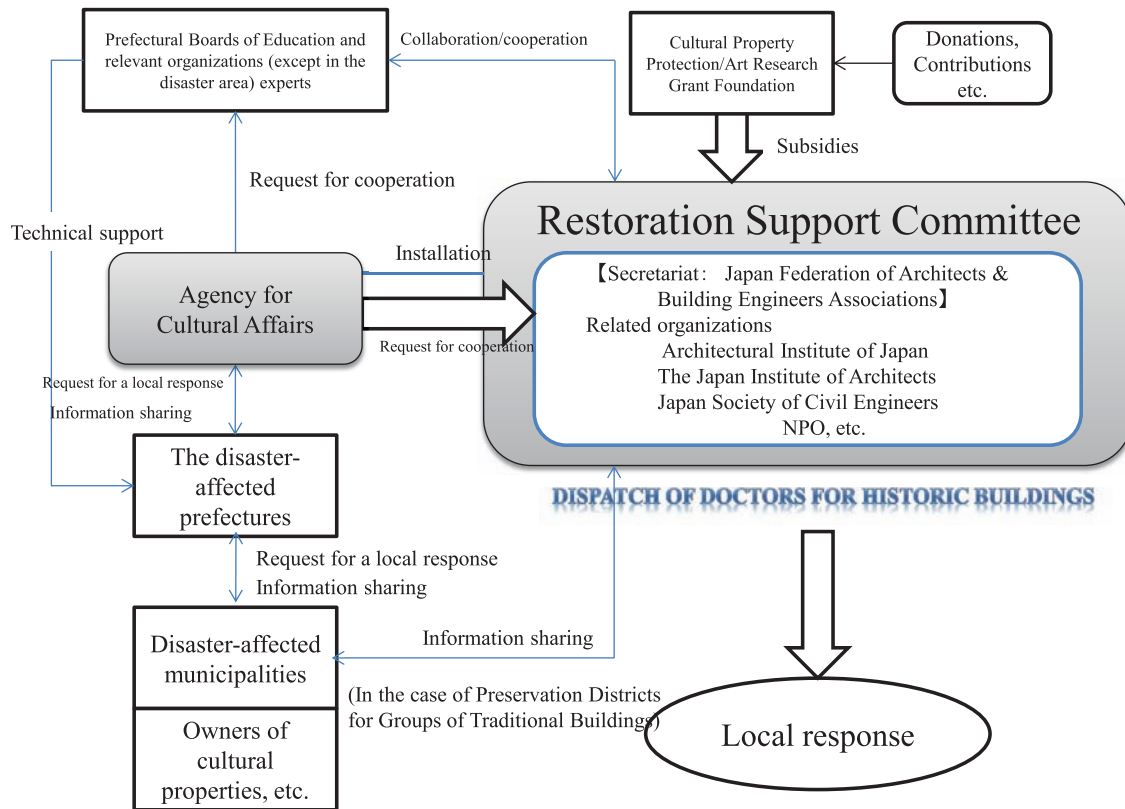 Prefectural Boards of Education and
relevant organizations (except in the
disaster area) experts
Collaboration/cooperation
Cultural Property
Protection/Art Research
Grant Foundation
Donations,
Contributions
etc.
Subsidies
Request for cooperation
Technical support
Restoration Support Committee
Installation
【Secretariat: Japan Federation of Architects &
Building Engineers Associations】
Related organizations
Architectural Institute of Japan
The Japan Institute of Architects
Japan Society of Civil Engineers
NPO, etc.
Agency for
Cultural Affairs
Request for cooperation
Request for a local response
Information sharing
The disaster-
affected
prefectures
DISPATCH OF DOCTORS FOR HISTORIC BUILDINGS
Request for a local response
Information sharing
Disaster-affected
municipalities
Information sharing
(In the case of Preservation Districts
for Groups of Traditional Buildings)
Owners of
cultural
properties, etc.
Local response